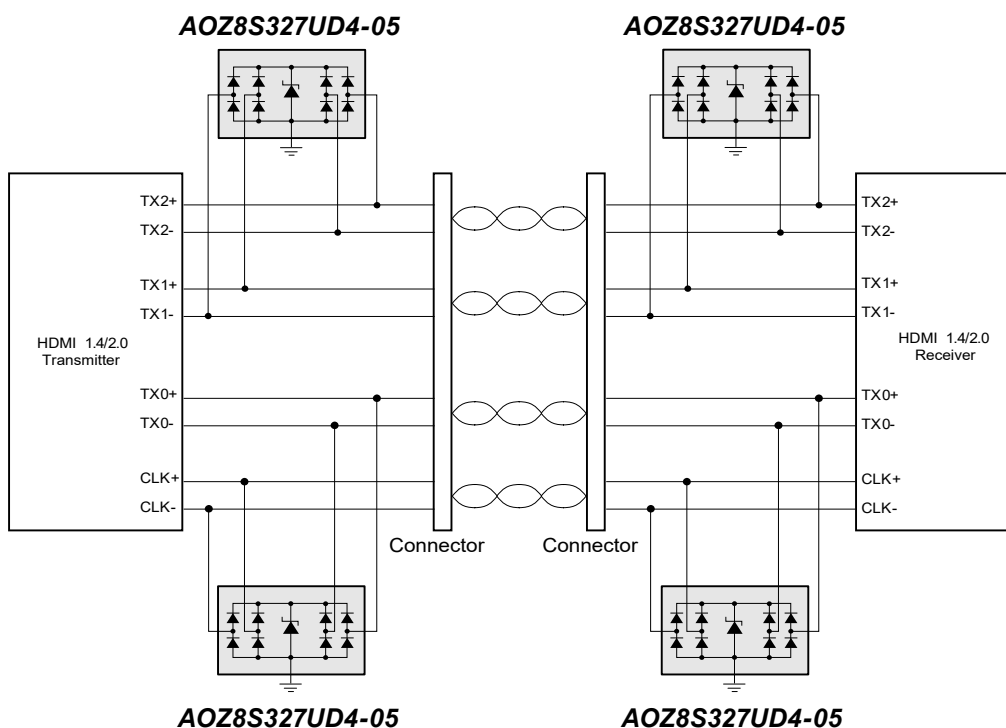 AOZ8S327UD4-05
AOZ8S327UD4-05
TX2+
TX2-
TX1+
TX1-
HDMI 1.4/2.0
Transmitter
TX0+
TX0-
CLK+
CLK-
TX2+
TX2-
TX1+
TX1-
HDMI 1.4/2.0
Receiver
TX0+
TX0-
CLK+
CLK-
Connector
Connector
AOZ8S327UD4-05
AOZ8S327UD4-05